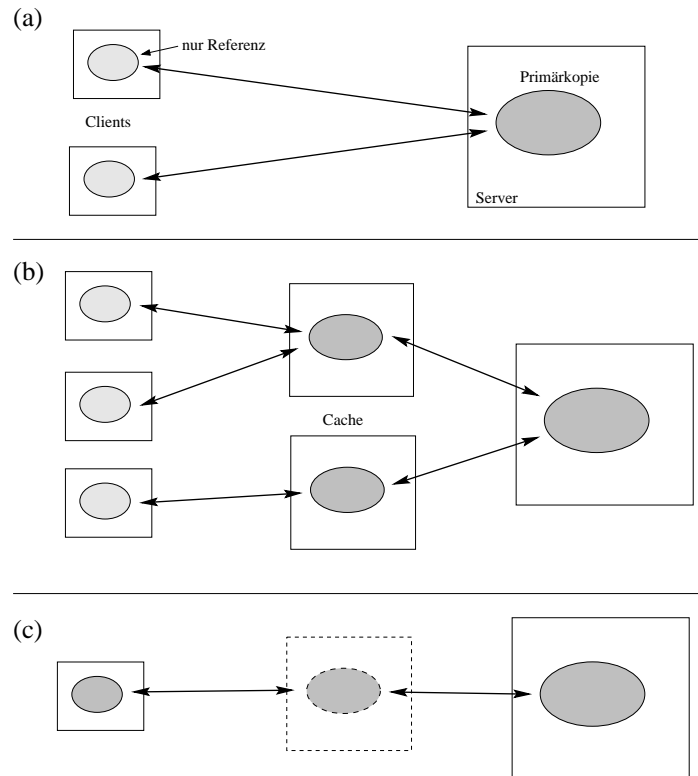 (a)
nur Referenz
Primärkopie
Clients
Server
(b)
Cache
(c)